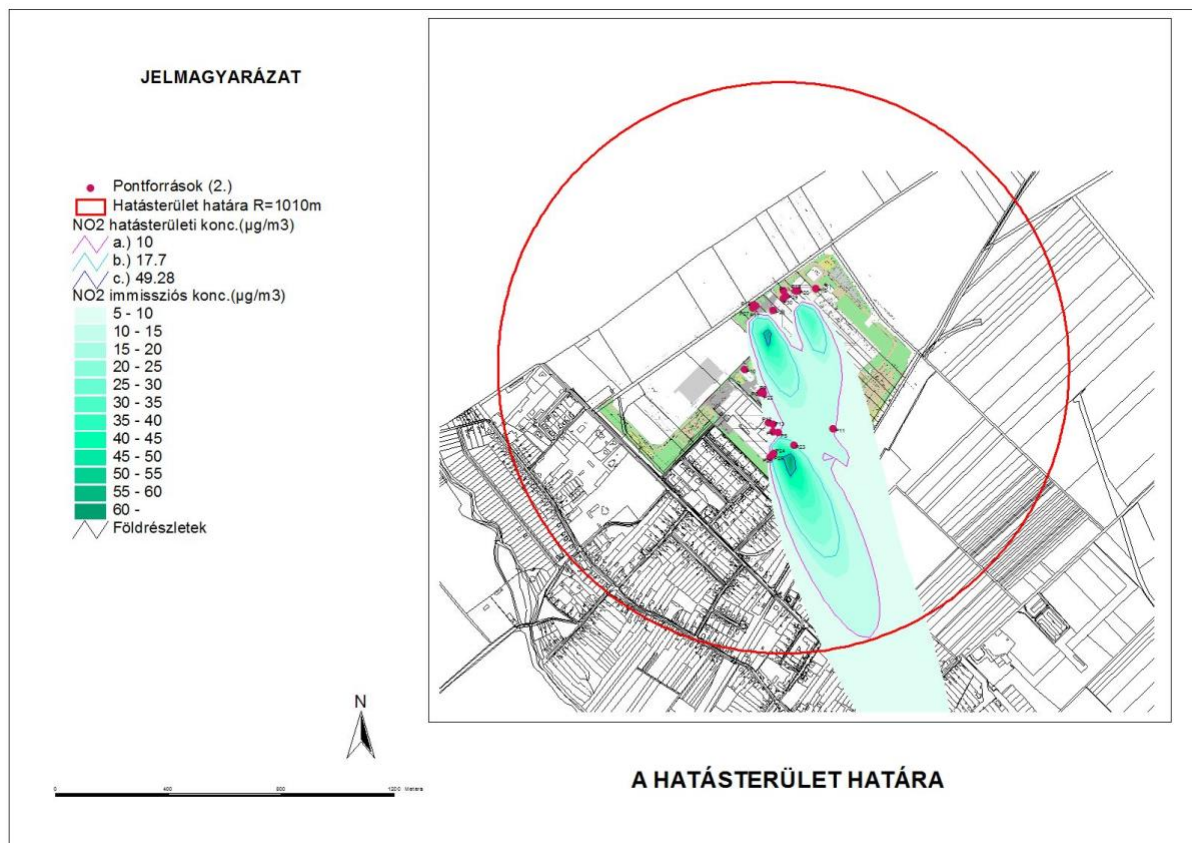 JELMAGYARÁZAT
Pontforrások (2.)
Hatásterület határa R=1010m
NO2 hatásterületi konc.(µg/m3)
a.) 10
b.) 17.7
c.) 49.28
NO2 immissziós konc.(µg/m3)
5 - 10
10 - 15
15 - 20
20 - 25
25 - 30
30 - 35
35 - 40
40 - 45
45 - 50
50 - 55
55 - 60
60 -
Földrészletek
N
0 400 800
A HATÁSTERÜLET HATÁRA